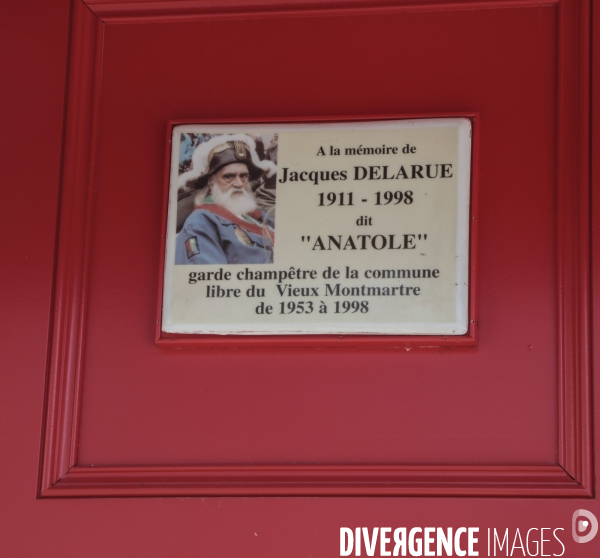 A la mémoire de
Jacques DELARUE
1911 - 1998
dit
"ANATOLE"
garde champêtre de la commune
libre du Vieux Montmartre
de 1953 à 1998
DIVERGENCE IMAGES